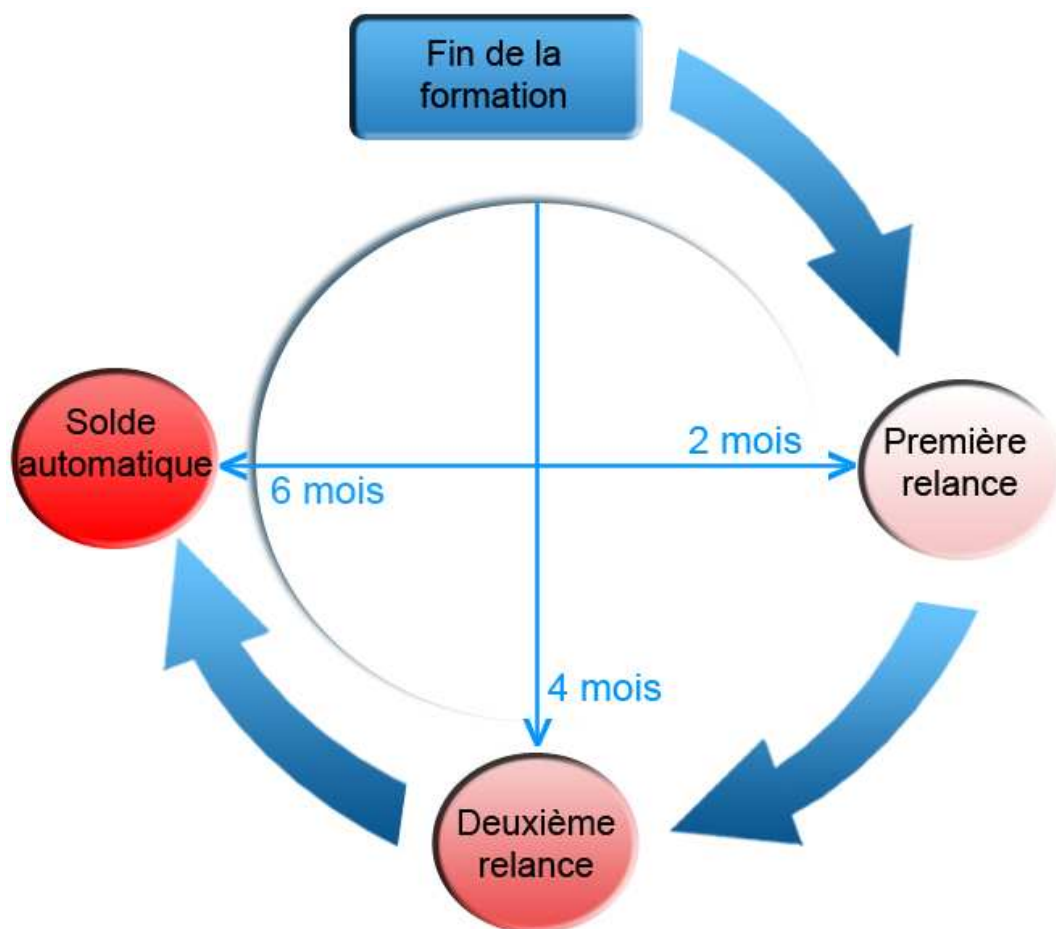 Fin de la
formation
2 mois
Première
relance
Solde
automatique
6 mois
4 mois
Deuxième
relance